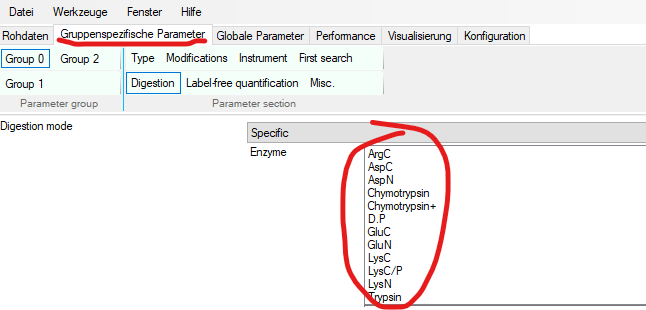 Datei Werkzeuge Fenster Hilfe
Rohdaten Gruppenspezifische Parameter Globale Parameter Performance Visualisierung Konfiguration
Group 0 Group 2 Type Modifications Instrument First search
Group 1 Digestion Label-free quantification Misc.
Parameter group Parameter section
Digestion mode Specific
Enzyme
ArgC
AspC
AspN
Chymotrypsin
Chymotrypsin+
D.P
GluC
GluN
LysC
LysC/P
LysN
Trypsin